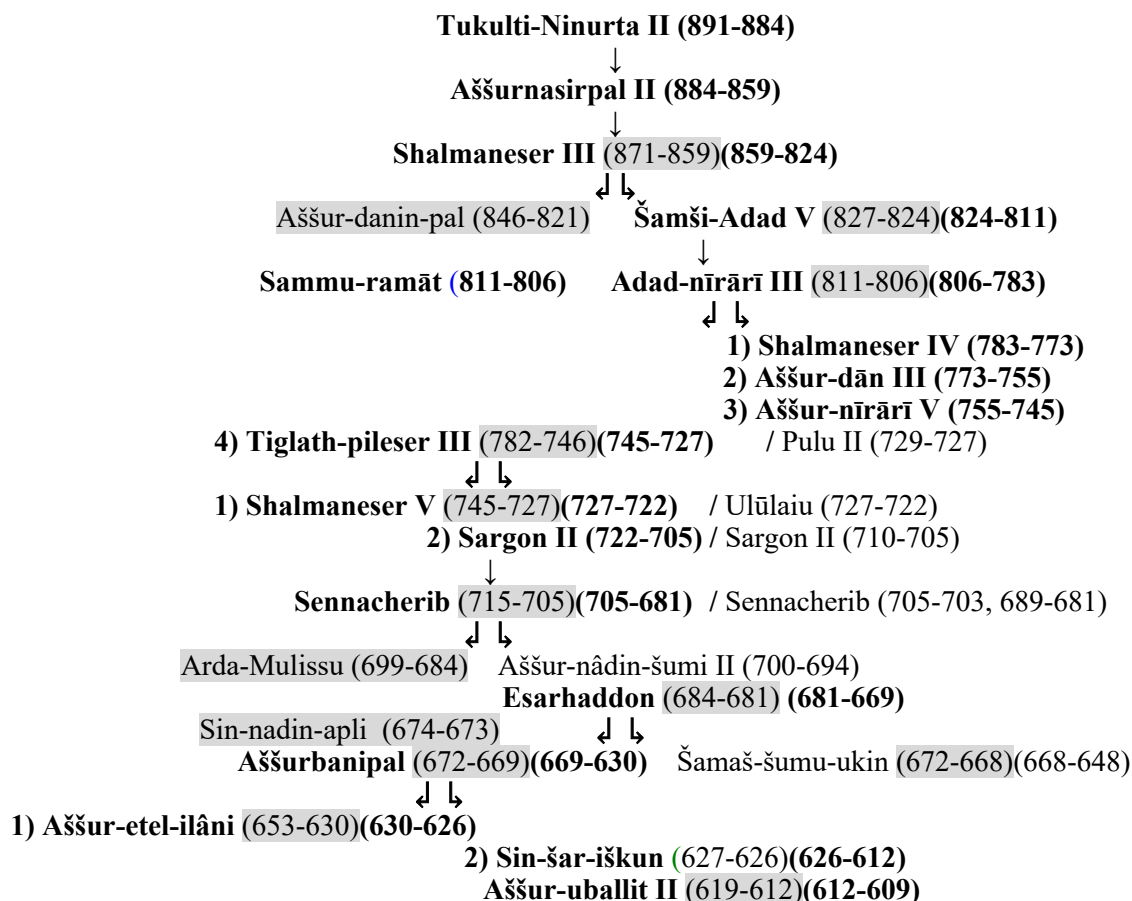 Tukulti-Ninurta II (891-884)
↓
Aššurnasirpal II (884-859)
↓
Shalmaneser III (871-859)(859-824)
↲ ↳
Aššur-danin-pal (846-821) Šamši-Adad V (827-824)(824-811)
↓
Sammu-ramāt (811-806) Adad-nīrārī III (811-806)(806-783)
↲ ↳
1) Shalmaneser IV (783-773)
2) Aššur-dān III (773-755)
3) Aššur-nīrārī V (755-745)
4) Tiglath-pileser III (782-746)(745-727) / Pulu II (729-727)
↲ ↳
1) Shalmaneser V (745-727)(727-722) / Ulūlaiu (727-722)
2) Sargon II (722-705) / Sargon II (710-705)
↓
Sennacherib (715-705)(705-681) / Sennacherib (705-703, 689-681)
↲ ↳
Arda-Mulissu (699-684) Aššur-nâdin-šumi II (700-694)
Esarhaddon (684-681) (681-669)
Sin-nadin-apli (674-673) ↲ ↳
Aššurbanipal (672-669)(669-630) Šamaš-šumu-ukin (672-668)(668-648)
↲ ↳
1) Aššur-etel-ilâni (653-630)(630-626)
2) Sin-šar-iškun (627-626)(626-612)
Aššur-uballit II (619-612)(612-609)